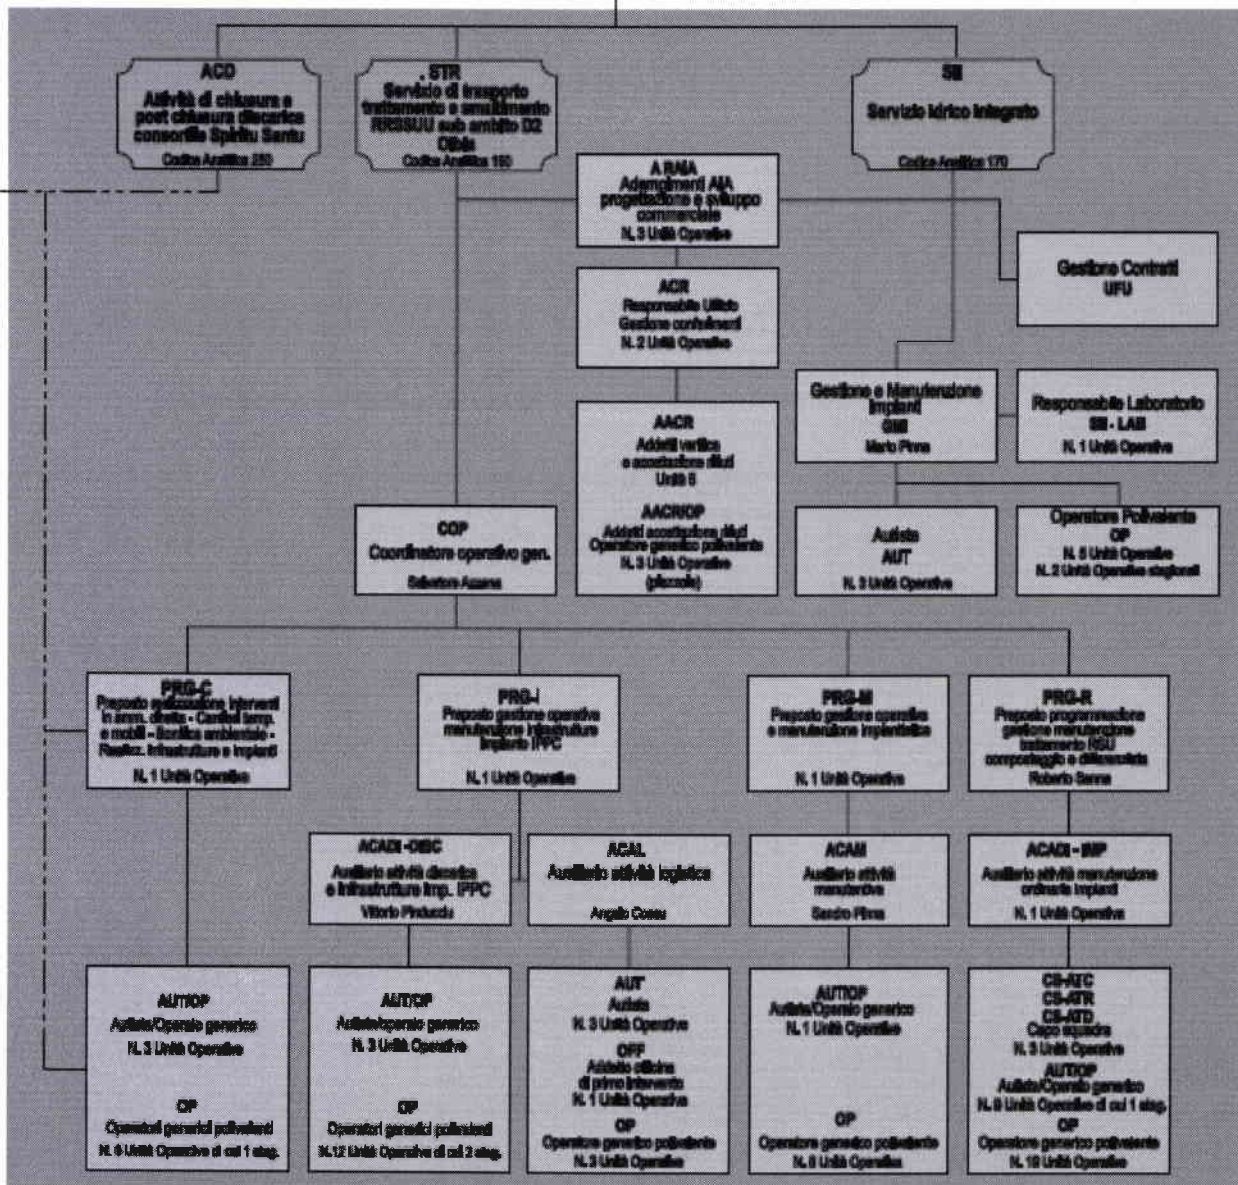 ACD
Attività di chiusura e
post chiusura discarica
consortile Spiritu Santu
Codice Analitico 250
. STR
Servizio di trasporto
trattamento e smaltimento
RRSSUU sub ambito D2
Olbia
Codice Analitico 150
SII
Servizio Idrico Integrato
Codice Analitico 170
A RAIA
Adempimenti AIA
progettazione e sviluppo
commerciale
N. 3 Unità Operative
Gestione Contratti
UFU
ACR
Responsabile Ufficio
Gestione conferimenti
N. 2 Unità Operative
AACR
Addetti verifica
e accettazione rifiuti
Unità 5
AACR/OP
Addetti accettazione rifiuti
Operatore generico polivalente
N. 3 Unità Operative
(piazzole)
Gestione e Manutenzione
Impianti
GMI
Mario Pinna
Responsabile Laboratorio
SII - LAB
N. 1 Unità Operative
Autista
AUT
N. 3 Unità Operative
Operatore Polivalente
OP
N. 5 Unità Operative
N. 2 Unità Operative stagionali
COP
Coordinatore operativo gen.
Salvatore Azzena
PRG-C
Preposto realizzazione interventi
in amm. diretta - Cantieri temp.
e mobili - Bonifica ambientale -
Realizz. Infrastrutture e Impianti
N. 1 Unità Operative
PRG-I
Preposto gestione operativa
manutenzione infrastrutture
Impianto IPPC
N. 1 Unità Operative
PRG-M
Preposto gestione operativa
e manutenzione impiantistica
N. 1 Unità Operative
PRG-R
Preposto programmazione
gestione manutenzione
trattamento RSU
compostaggio e differenziata
Roberto Sanna
ACADI -DISC
Ausiliario attività discarica
e Infrastrutture Imp. IPPC
Vittorio Pinducciu
ACAL
Ausiliario attività logistica
Angelo Cossu
ACAM
Ausiliario attività
manutentiva
Sandro Pinna
ACADI - IMP
Ausiliario attività manutenzione
ordinaria impianti
N. 1 Unità Operative
AUT/OP
Autista/Operaio generico
N. 3 Unità Operative
OP
Operatori generici polivalenti
N. 6 Unità Operative di cui 1 stag.
AUT/OP
Autista/operaio generico
N. 3 Unità Operative
OP
Operatori generici polivalenti
N.12 Unità Operative di cui 2 stag.
AUT
Autista
N. 3 Unità Operative
OFF
Addetto officina
di primo intervento
N. 1 Unità Operativa
OP
Operatore generico polivalente
N. 3 Unità Operative
AUT/OP
Autista/Operaio generico
N. 1 Unità Operative
OP
Operatore generico polivalente
N. 8 Unità Operative
CS-ATC
CS-ATR
CS-ATD
Capo squadra
N. 3 Unità Operative
AUT/OP
Autista/Operaio generico
N. 9 Unità Operative di cui 1 stag.
OP
Operatore generico polivalente
N. 19 Unità Operative